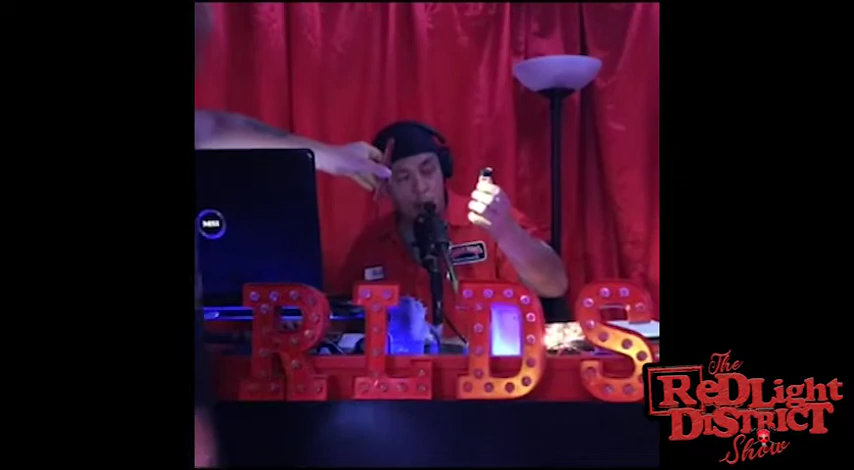 MSI
RLDS
The
ReDLight
DiSTRiCT
Show